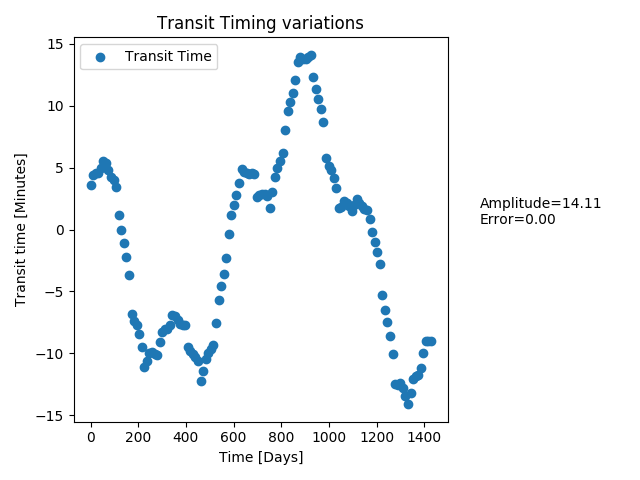 Transit Timing variations
Transit Time
Transit time [Minutes]
15
10
5
0
−5
−10
−15
0 200 400 600 800 1000 1200 1400
Time [Days]
Amplitude=14.11
Error=0.00